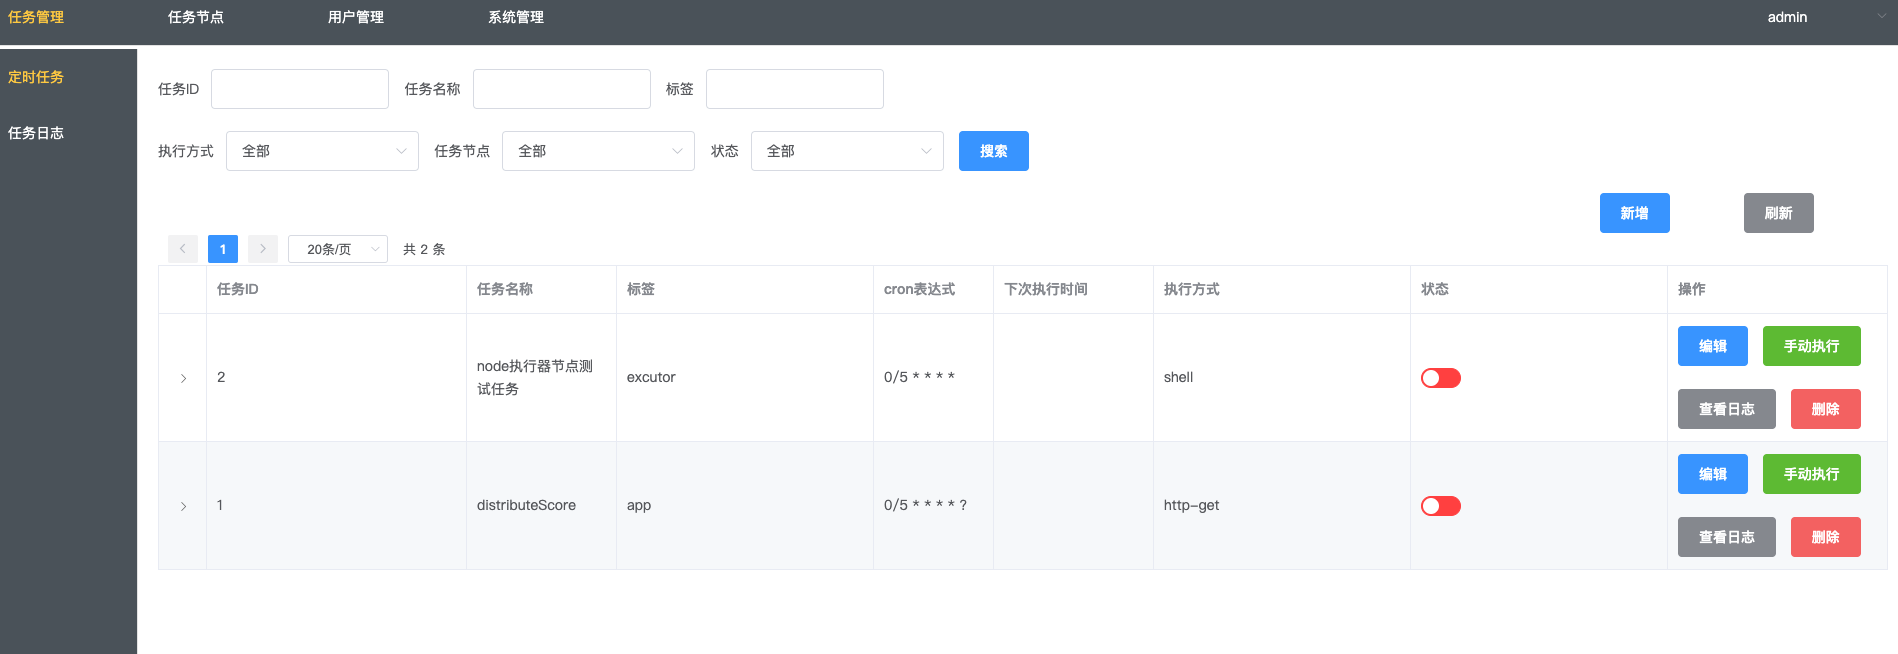 任务管理 任务节点 用户管理 系统管理 admin
定时任务
任务日志
任务ID 任务名称 标签
执行方式 全部 任务节点 全部 状态 全部 搜索
新增 刷新
1 20条/页 共 2 条
任务ID 任务名称 标签 cron表达式 下次执行时间 执行方式 状态 操作
2 node执行器节点测试任务 excutor 0/5 * * * * shell 编辑 手动执行
查看日志 删除
1 distributeScore app 0/5 * * * * ? http-get 编辑 手动执行
查看日志 删除